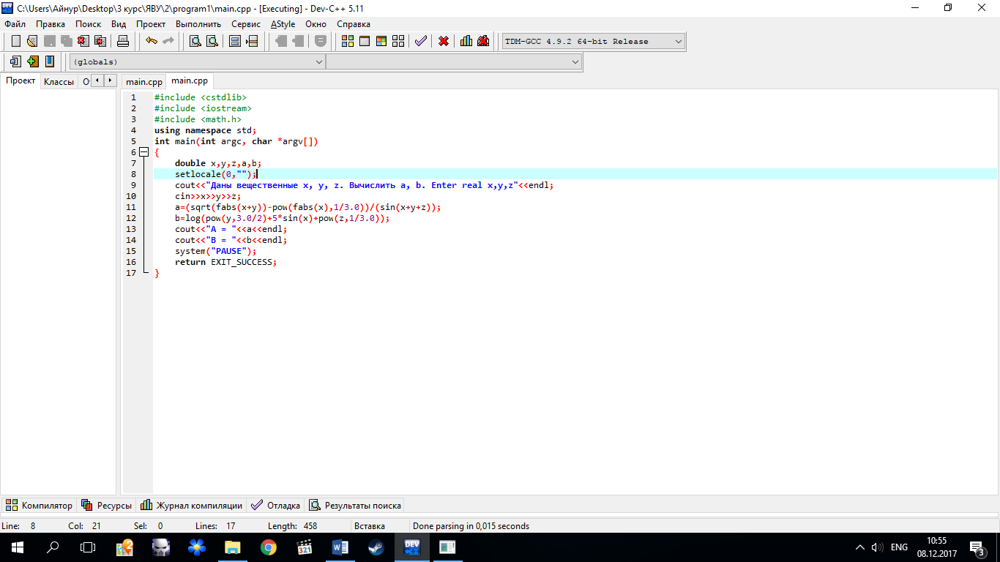 C:\Users\Айнур\Desktop\3 курс\ЯВУ\2\program1\main.cpp - [Executing] - Dev-C++ 5.11
Файл Правка Поиск Вид Проект Выполнить Сервис AStyle Окно Справка
TDM-GCC 4.9.2 64-bit Release
(globals)
Проект Классы О
main.cpp main.cpp
1 #include <cstdlib>
2 #include <iostream>
3 #include <math.h>
4 using namespace std;
5 int main(int argc, char *argv[])
6 {
7 double x,y,z,a,b;
8 setlocale(0,"");
9 cout<<"Даны вещественные x, y, z. Вычислить a, b. Enter real x,y,z"<<endl;
10 cin>>x>>y>>z;
11 a=(sqrt(fabs(x+y))-pow(fabs(x),1/3.0))/(sin(x+y+z));
12 b=log(pow(y,3.0/2)+5*sin(x)+pow(z,1/3.0));
13 cout<<"A = "<<a<<endl;
14 cout<<"B = "<<b<<endl;
15 system("PAUSE");
16 return EXIT_SUCCESS;
17 }
Компилятор Ресурсы Журнал компиляции Отладка Результаты поиска
Line: 8 Col: 21 Sel: 0 Lines: 17 Length: 458 Вставка Done parsing in 0,015 seconds
2 321 W DEV C++ ENG 10:55
08.12.2017 3